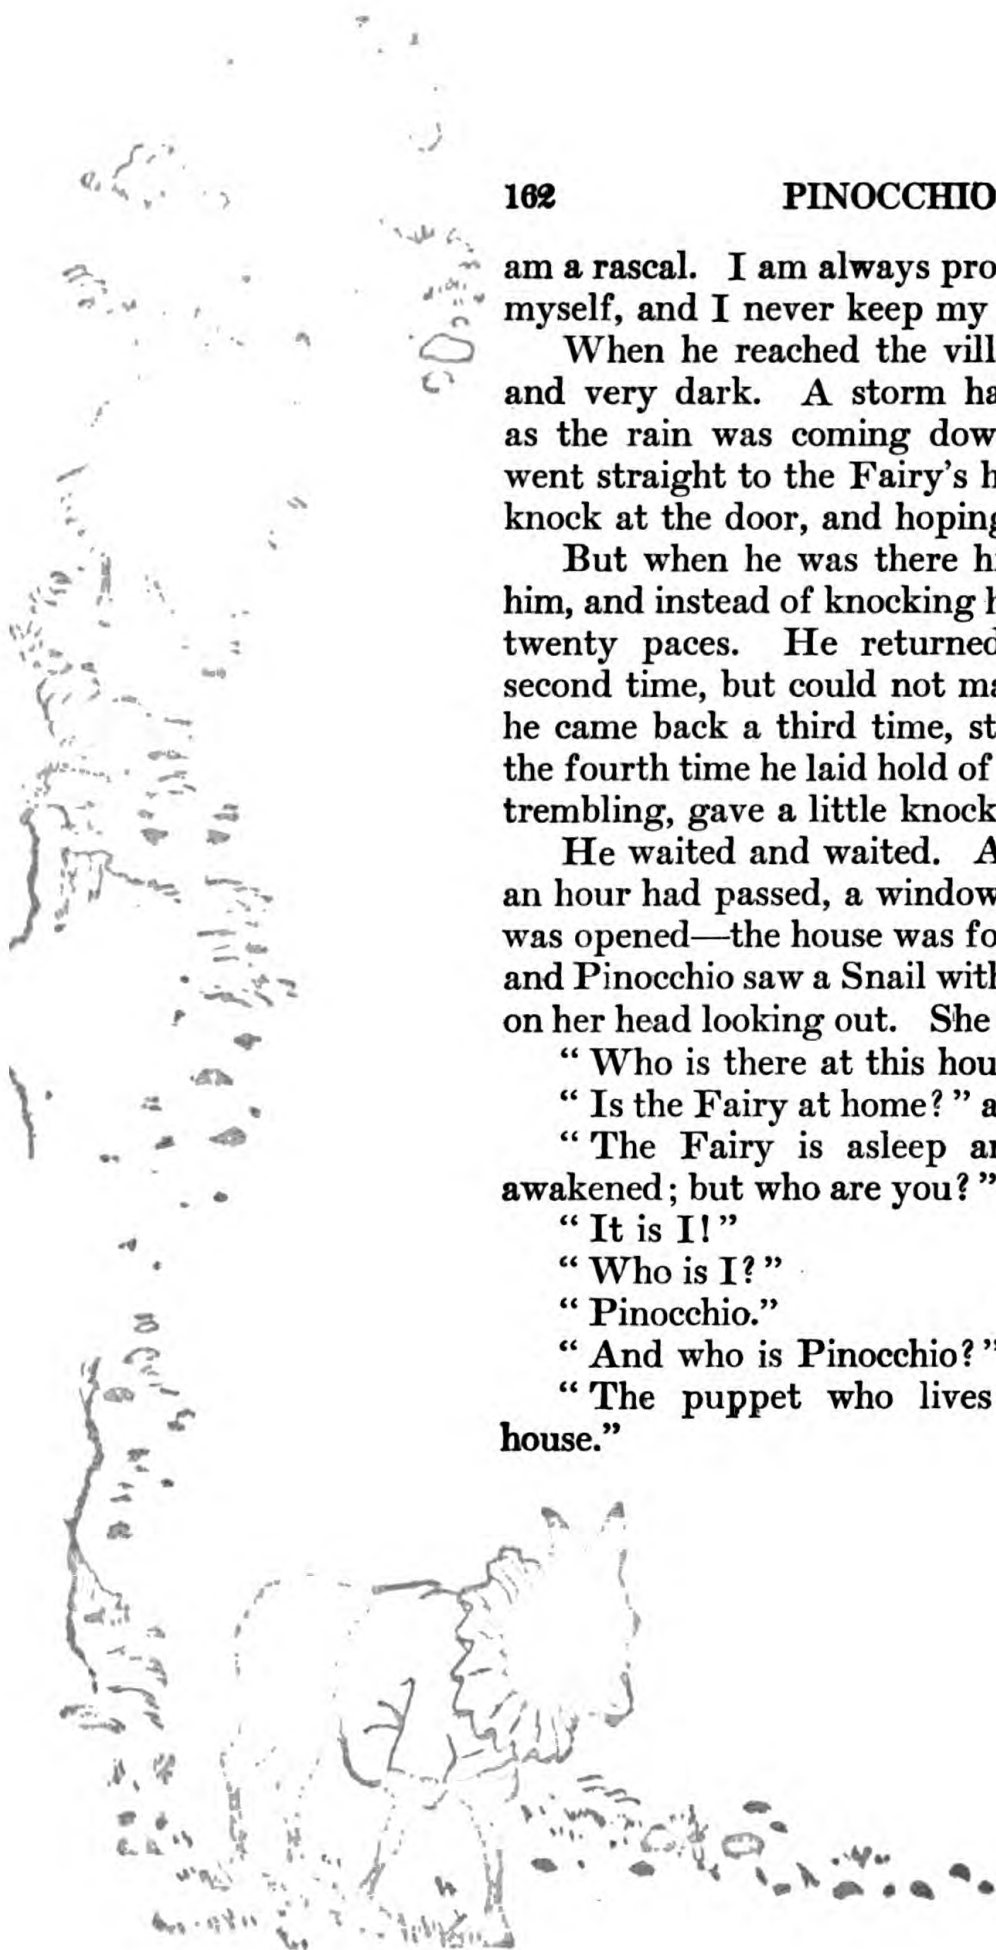 162 PINOCCHIO
am a rascal. I am always pro
myself, and I never keep my
When he reached the vill
and very dark. A storm ha
as the rain was coming dow
went straight to the Fairy's h
knock at the door, and hoping
But when he was there hi
him, and instead of knocking h
twenty paces. He returned
second time, but could not ma
he came back a third time, st
the fourth time he laid hold of
trembling, gave a little knock
He waited and waited. A
an hour had passed, a window
was opened—the house was fo
and Pinocchio saw a Snail with
on her head looking out. She
“ Who is there at this hou
“ Is the Fairy at home? ” a
“ The Fairy is asleep an
awakened; but who are you? ”
“ It is I! ”
“ Who is I? ”
“ Pinocchio.”
“ And who is Pinocchio? ”
“ The puppet who lives
house.”